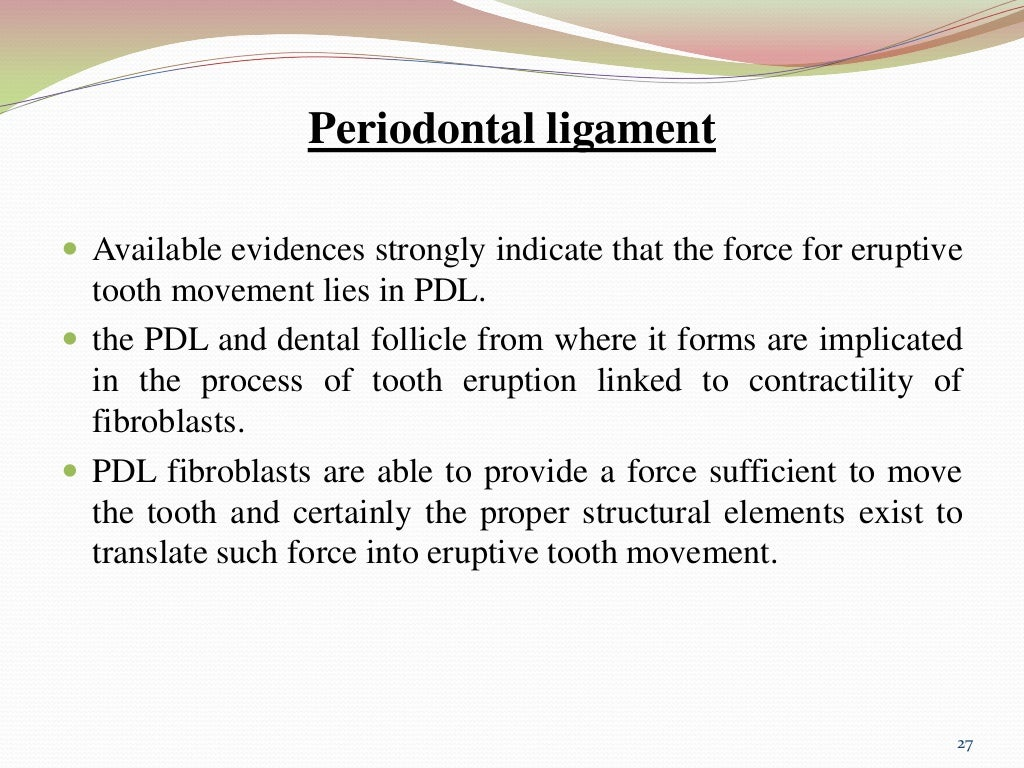 Periodontal ligament
• Available evidences strongly indicate that the force for eruptive
tooth movement lies in PDL.
• the PDL and dental follicle from where it forms are implicated
in the process of tooth eruption linked to contractility of
fibroblasts.
• PDL fibroblasts are able to provide a force sufficient to move
the tooth and certainly the proper structural elements exist to
translate such force into eruptive tooth movement.
27